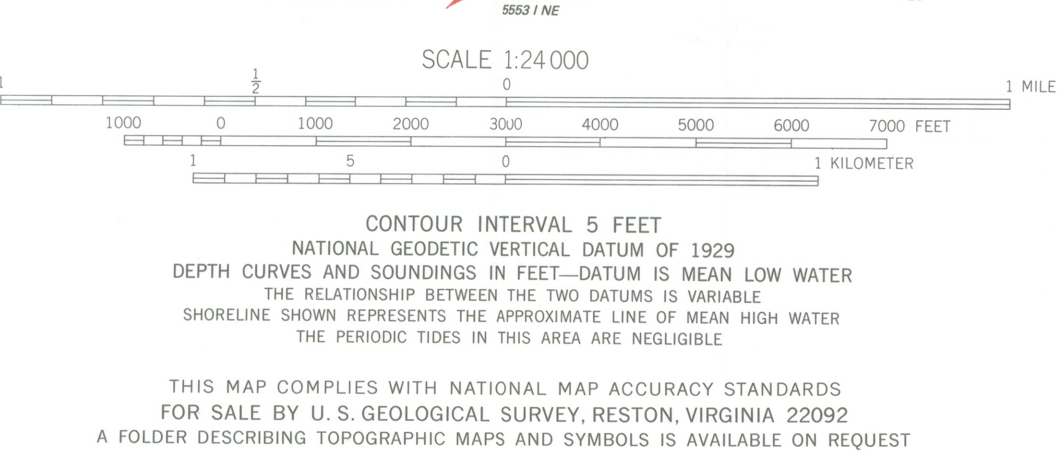 5553 I NE
SCALE 1:24 000
1 1/2 0 1 MILE
1000 0 1000 2000 3000 4000 5000 6000 7000 FEET
1 5 0 1 KILOMETER
CONTOUR INTERVAL 5 FEET
NATIONAL GEODETIC VERTICAL DATUM OF 1929
DEPTH CURVES AND SOUNDINGS IN FEET—DATUM IS MEAN LOW WATER
THE RELATIONSHIP BETWEEN THE TWO DATUMS IS VARIABLE
SHORELINE SHOWN REPRESENTS THE APPROXIMATE LINE OF MEAN HIGH WATER
THE PERIODIC TIDES IN THIS AREA ARE NEGLIGIBLE
THIS MAP COMPLIES WITH NATIONAL MAP ACCURACY STANDARDS
FOR SALE BY U. S. GEOLOGICAL SURVEY, RESTON, VIRGINIA 22092
A FOLDER DESCRIBING TOPOGRAPHIC MAPS AND SYMBOLS IS AVAILABLE ON REQUEST